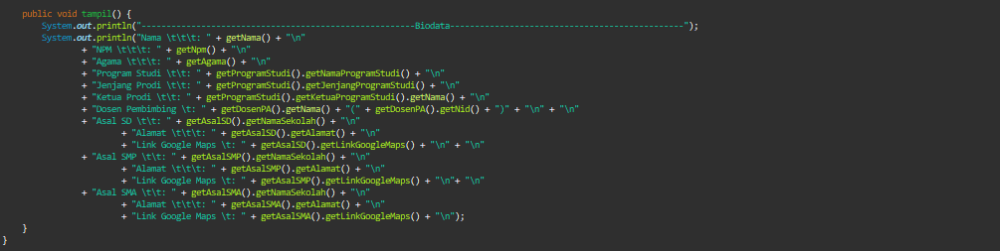 public void tampil() {
System.out.println("-------------------------------------------------------Biodata-----------------------------------------------");
System.out.println("Nama \t\t\t: " + getNama() + "\n"
+ "NPM \t\t\t: " + getNpm() + "\n"
+ "Agama \t\t\t: " + getAgama() + "\n"
+ "Program Studi \t\t: " + getProgramStudi().getNamaProgramStudi() + "\n"
+ "Jenjang Prodi \t\t: " + getProgramStudi().getJenjangProgramStudi() + "\n"
+ "Ketua Prodi \t\t: " + getProgramStudi().getKetuaProgramStudi().getNama() + "\n"
+ "Dosen Pembimbing \t: " + getDosenPA().getNama() + "(" + getDosenPA().getNid() + ")" + "\n" + "\n"
+ "Asal SD \t\t: " + getAsalSD().getNamaSekolah() + "\n"
+ "Alamat \t\t\t: " + getAsalSD().getAlamat() + "\n"
+ "Link Google Maps \t: " + getAsalSD().getLinkGoogleMaps() + "\n" + "\n"
+ "Asal SMP \t\t: " + getAsalSMP().getNamaSekolah() + "\n"
+ "Alamat \t\t\t: " + getAsalSMP().getAlamat() + "\n"
+ "Link Google Maps \t: " + getAsalSMP().getLinkGoogleMaps() + "\n"+ "\n"
+ "Asal SMA \t\t: " + getAsalSMA().getNamaSekolah() + "\n"
+ "Alamat \t\t\t: " + getAsalSMA().getAlamat() + "\n"
+ "Link Google Maps \t: " + getAsalSMA().getLinkGoogleMaps() + "\n");
}
}